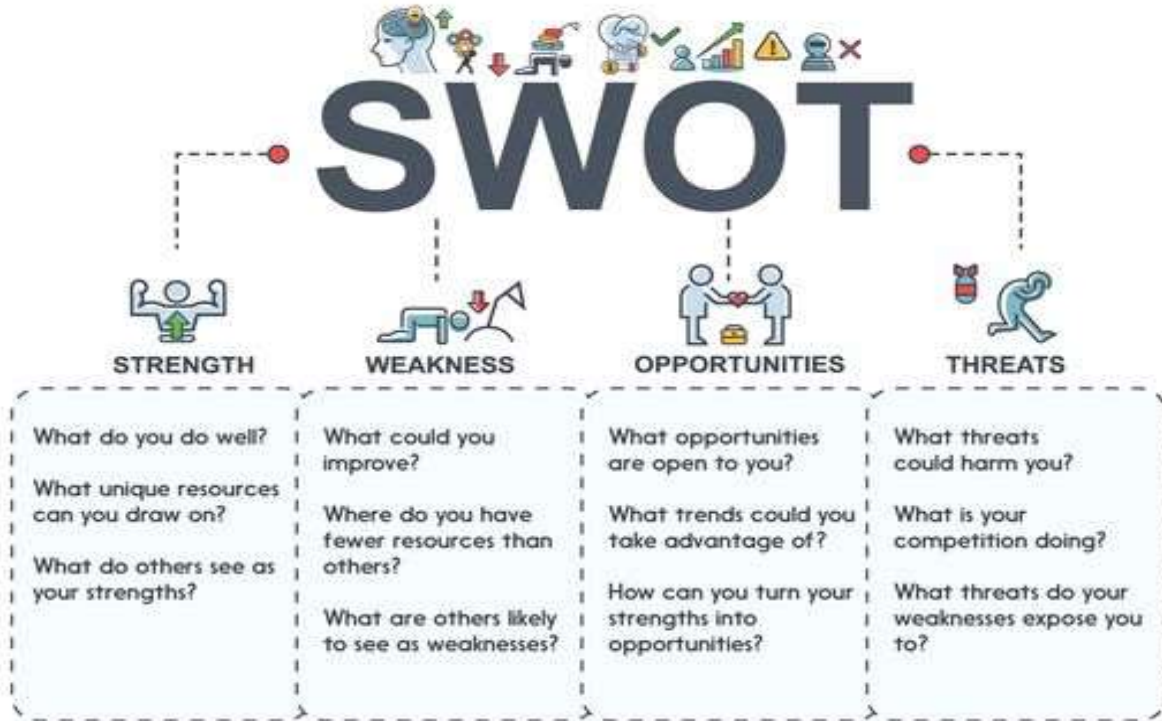 SWOT
STRENGTH
What do you do well?
What unique resources
can you draw on?
What do others see as
your strengths?
WEAKNESS
What could you
improve?
Where do you have
fewer resources than
others?
What are others likely
to see as weaknesses?
OPPORTUNITIES
What opportunities
are open to you?
What trends could you
take advantage of?
How can you turn your
strengths into
opportunities?
THREATS
What threats
could harm you?
What is your
competition doing?
What threats do your
weaknesses expose you
to?